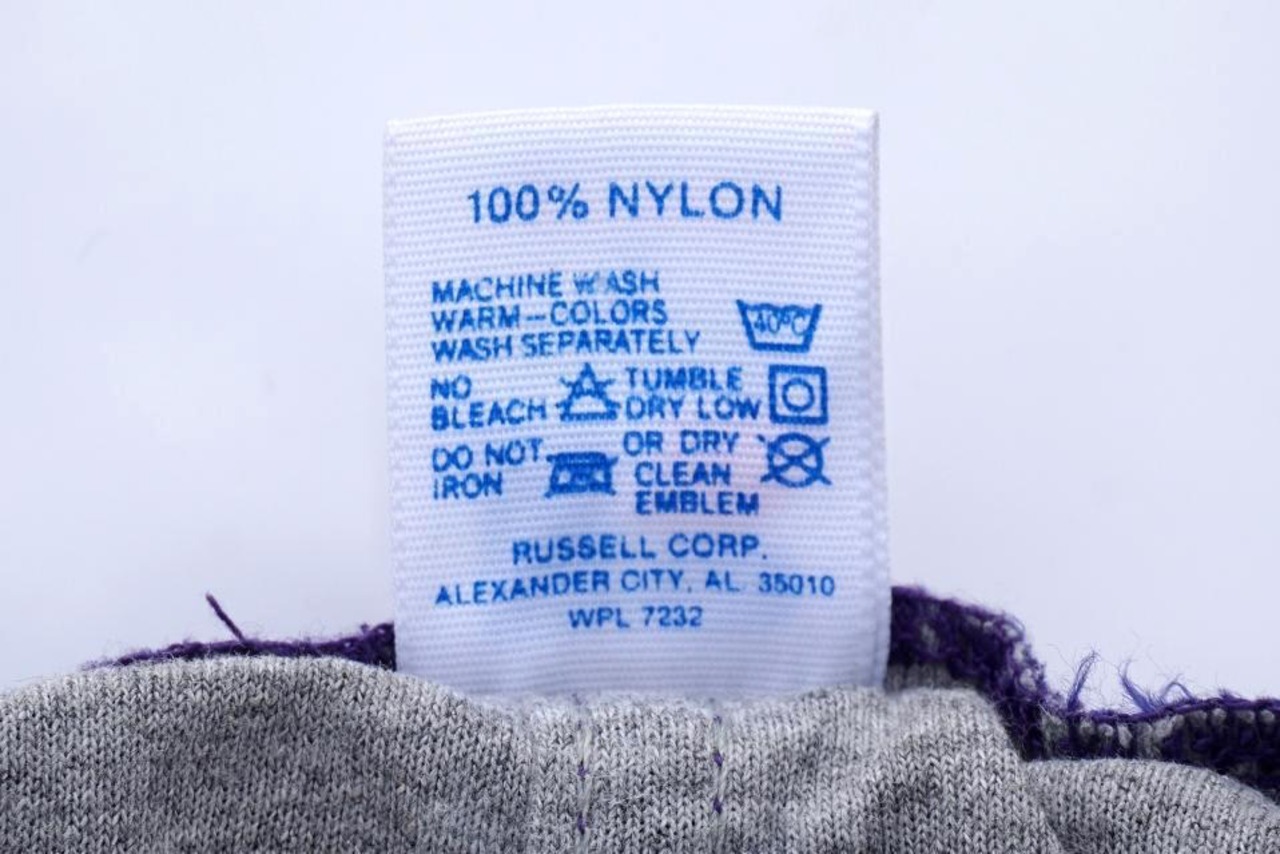 100% NYLON
MACHINE WASH
WARM-COLORS
WASH SEPARATELY
40°C
NO
BLEACH
TUMBLE
DRY LOW
DO NOT
IRON
OR DRY
CLEAN
EMBLEM
RUSSELL CORP.
ALEXANDER CITY, AL. 35010
WPL 7232